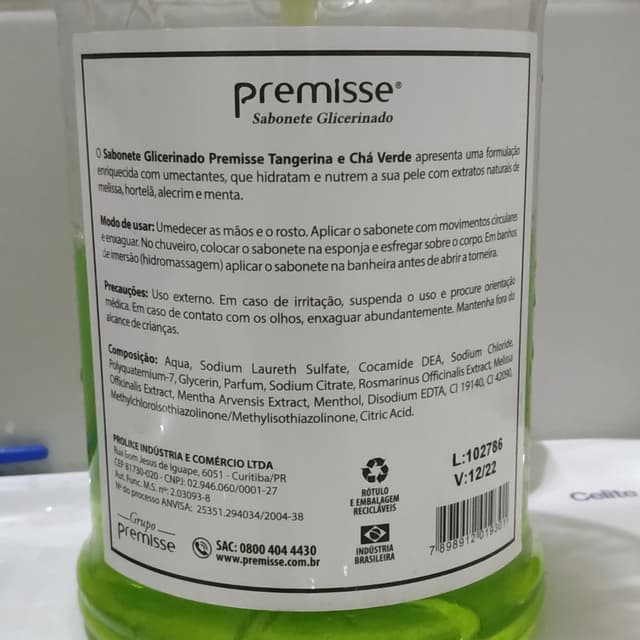 premisse®
Sabonete Glicerinado
O Sabonete Glicerinado Premisse Tangerina e Chá Verde apresenta uma formulação
enriquecida com umectantes, que hidratam e nutrem a sua pele com extratos naturais de
melissa, hortelã, alecrim e menta.
Modo de usar: Umedecer as mãos e o rosto. Aplicar o sabonete com movimentos circulares
e enxaguar. No chuveiro, colocar o sabonete na esponja e esfregar sobre o corpo. Em banhos
de imersão (hidromassagem) aplicar o sabonete na banheira antes de abrir a torneira.
Precauções: Uso externo. Em caso de irritação, suspenda o uso e procure orientação
médica. Em caso de contato com os olhos, enxaguar abundantemente. Mantenha fora do
alcance de crianças.
Composição: Aqua, Sodium Laureth Sulfate, Cocamide DEA, Sodium Chloride,
Polyquaternium-7, Glycerin, Parfum, Sodium Citrate, Rosmarinus Officinalis Extract, Melissa
Officinalis Extract, Mentha Arvensis Extract, Menthol, Disodium EDTA, CI 19140, CI 42090,
Methylchloroisothiazolinone/Methylisothiazolinone, Citric Acid.
PROLIKE INDÚSTRIA E COMÉRCIO LTDA
Rua bom Jesus de Iguape, 6051 - Curitiba/PR
CEP 81730-020 - CNPJ: 02.946.060/0001-27
Aut. Func. M.S. nº: 2.03093-8
Nº do processo ANVISA: 25351.294034/2004-38
Grupo
premisse
SAC: 0800 404 4430
www.premisse.com.br
RÓTULO
E EMBALAGEM
RECICLÁVEIS
INDÚSTRIA
BRASILEIRA
L:102786
V:12/22
7 898912 019301
Celite